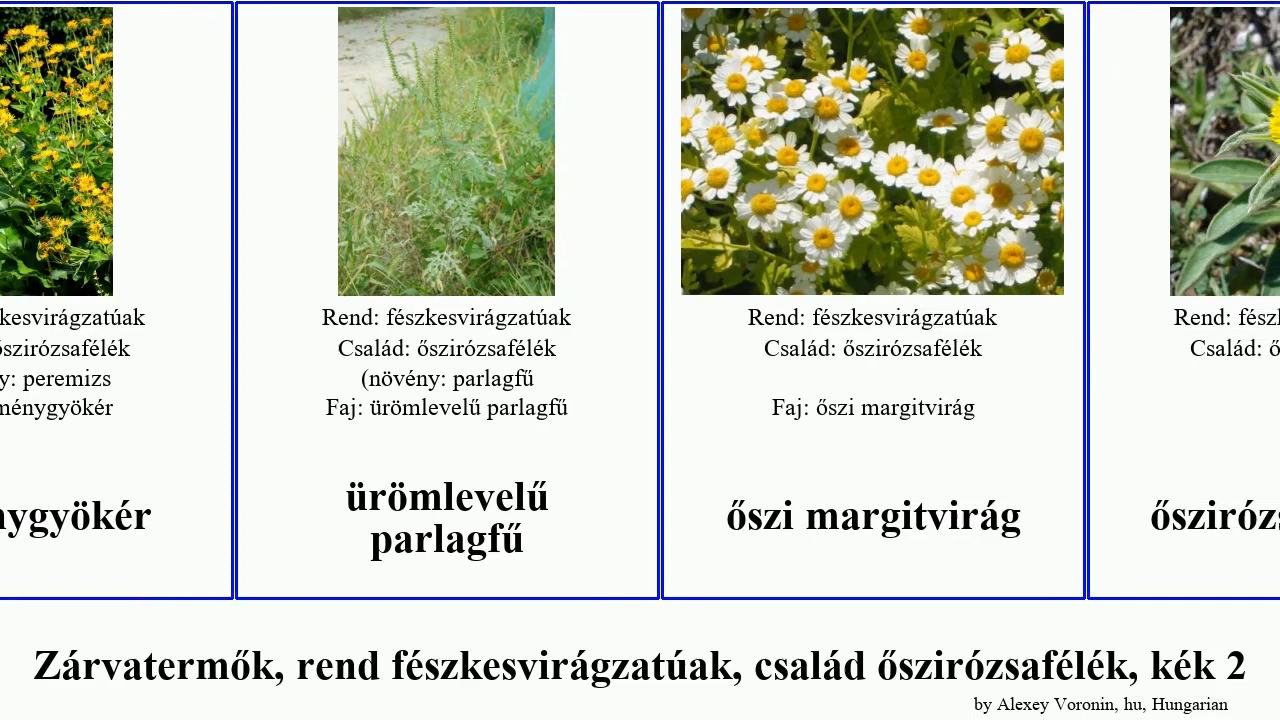 kesvirágzatúak
őszirózsafélék
y: peremizs
ménygyökér
nygyökér
Rend: fészkesvirágzatúak
Család: őszirózsafélék
(növény: parlagfű
Faj: ürömlevelű parlagfű
ürömlevelű
parlagfű
Rend: fészkesvirágzatúak
Család: őszirózsafélék
Faj: őszi margitvirág
őszi margitvirág
Rend: fészl
Család: ő
őszirózs
Zárvatermők, rend fészkesvirágzatúak, család őszirózsafélék, kék 2
by Alexey Voronin, hu, Hungarian